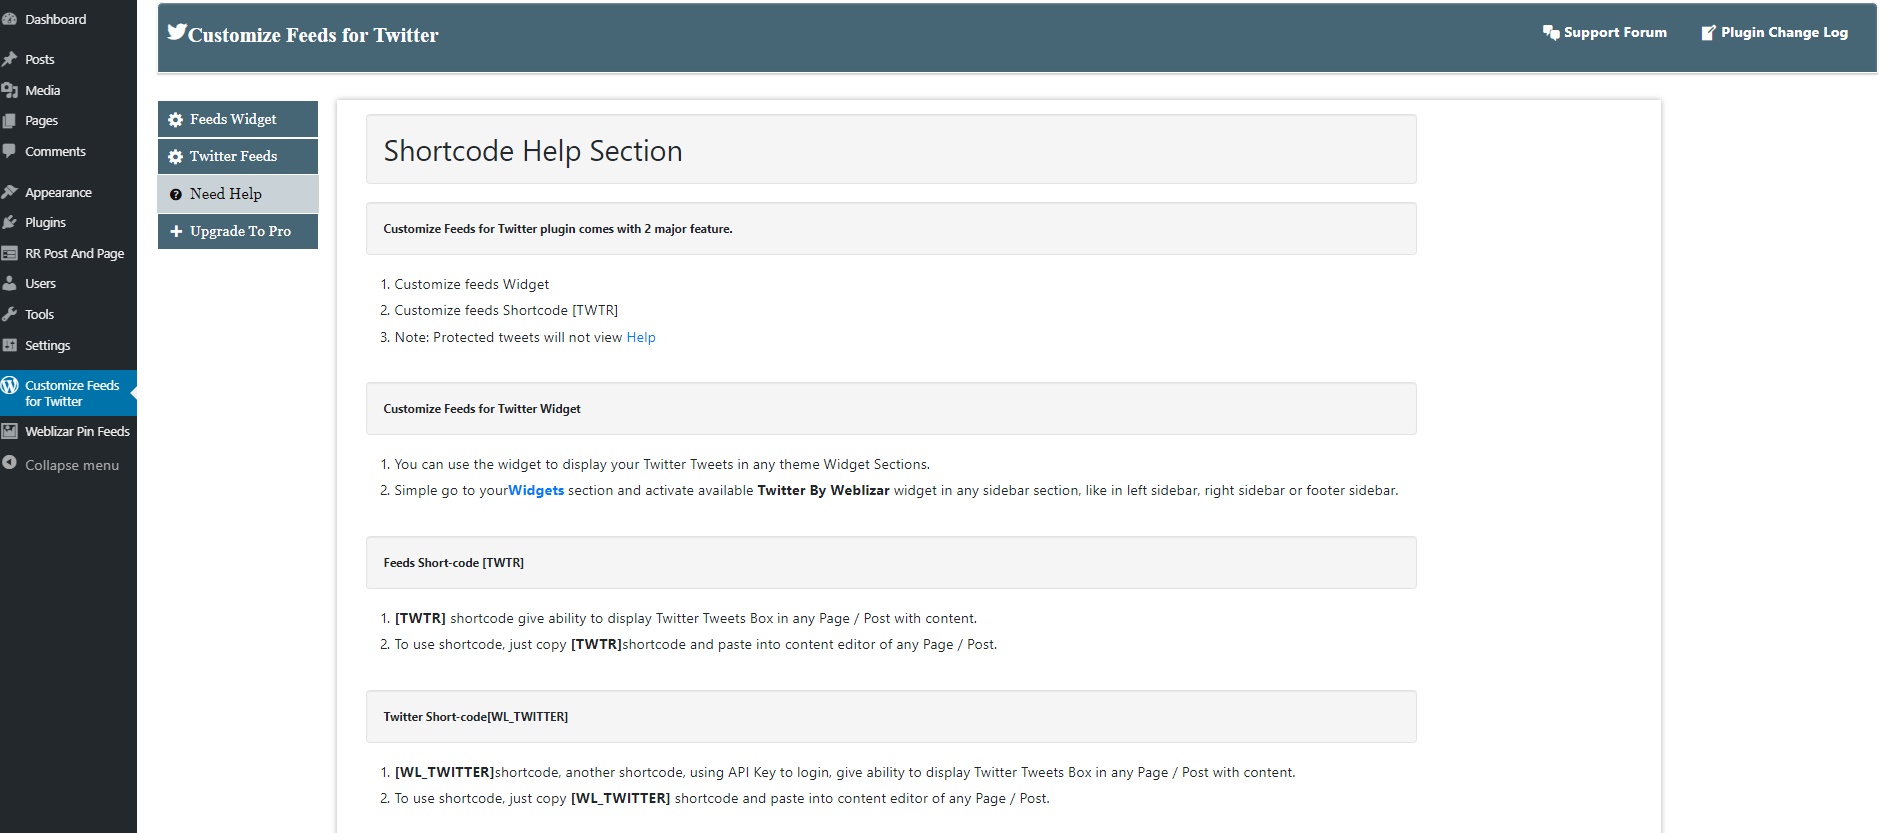 Dashboard
Posts
Media
Pages
Comments
Appearance
Plugins
RR Post And Page
Users
Tools
Settings
Customize Feeds
for Twitter
Weblizar Pin Feeds
Collapse menu
Customize Feeds for Twitter
Support Forum
Plugin Change Log
Feeds Widget
Twitter Feeds
Need Help
Upgrade To Pro
Shortcode Help Section
Customize Feeds for Twitter plugin comes with 2 major feature.
1. Customize feeds Widget
2. Customize feeds Shortcode [TWTR]
3. Note: Protected tweets will not view Help
Customize Feeds for Twitter Widget
1. You can use the widget to display your Twitter Tweets in any theme Widget Sections.
2. Simple go to yourWidgets section and activate available Twitter By Weblizar widget in any sidebar section, like in left sidebar, right sidebar or footer sidebar.
Feeds Short-code [TWTR]
1. [TWTR] shortcode give ability to display Twitter Tweets Box in any Page / Post with content.
2. To use shortcode, just copy [TWTR]shortcode and paste into content editor of any Page / Post.
Twitter Short-code[WL_TWITTER]
1. [WL_TWITTER]shortcode, another shortcode, using API Key to login, give ability to display Twitter Tweets Box in any Page / Post with content.
2. To use shortcode, just copy [WL_TWITTER] shortcode and paste into content editor of any Page / Post.